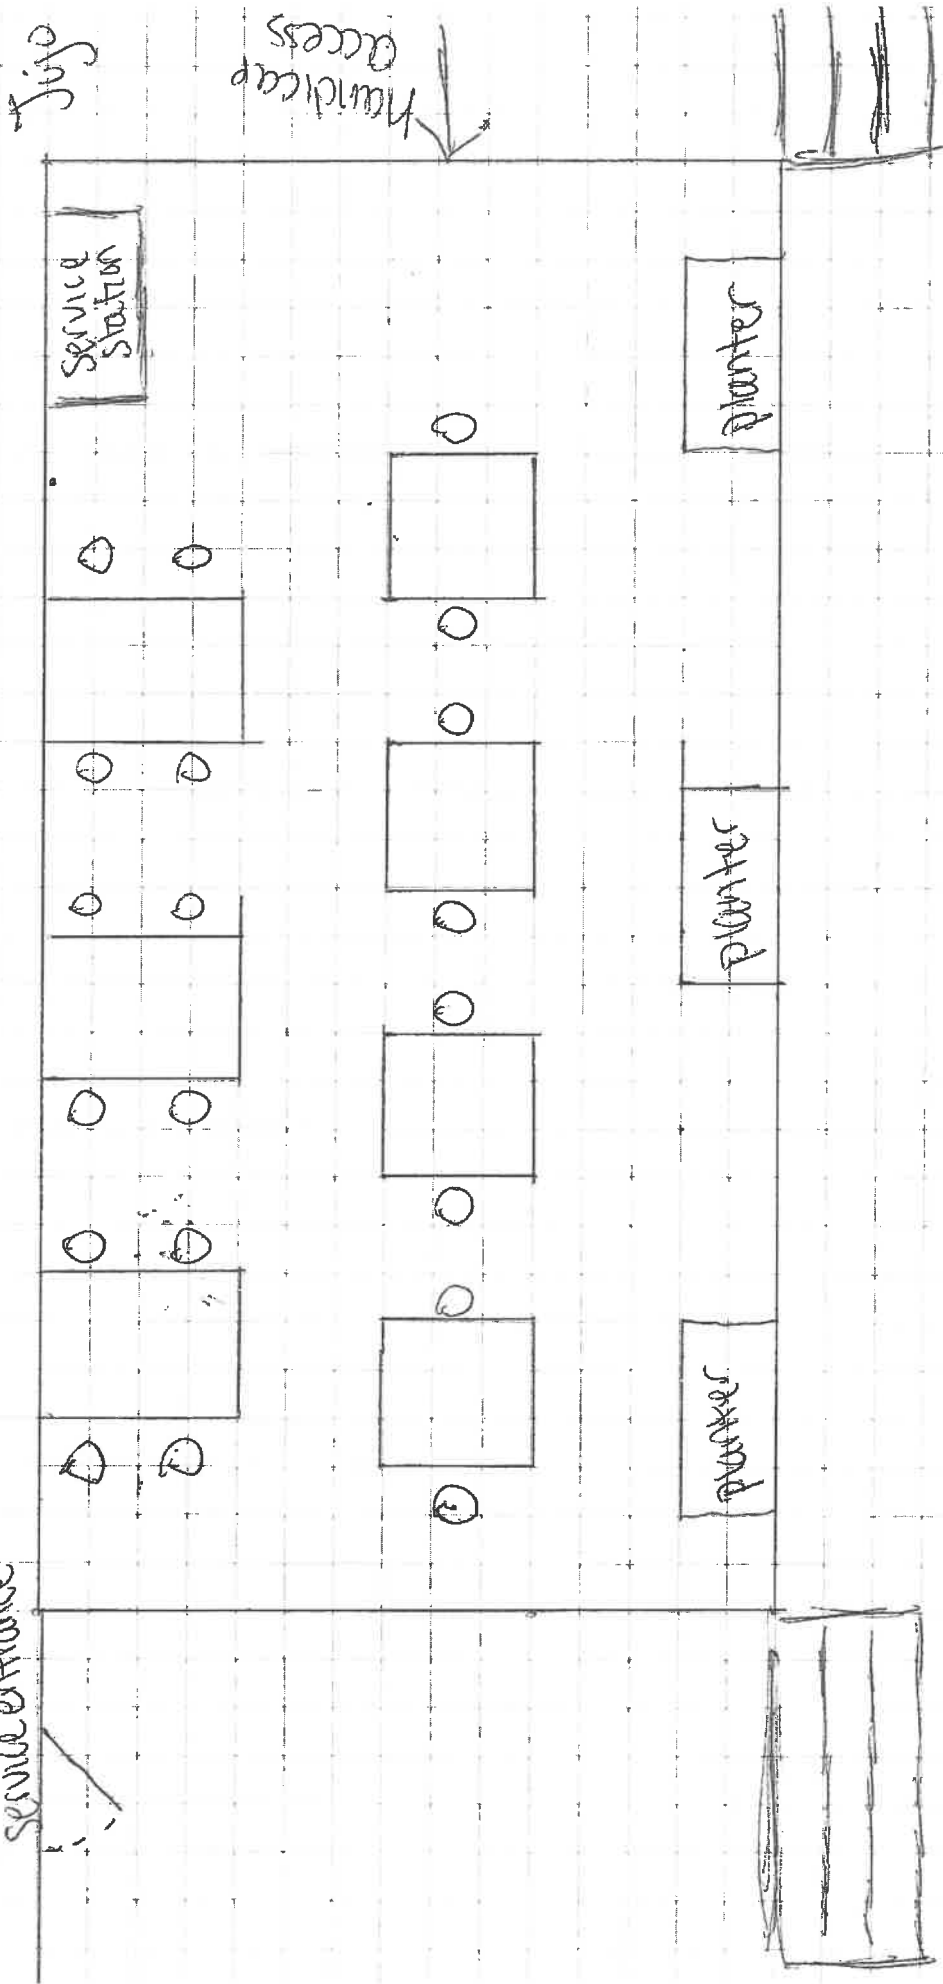 handicap
access
service
station
planter
planter
planter
service entrance